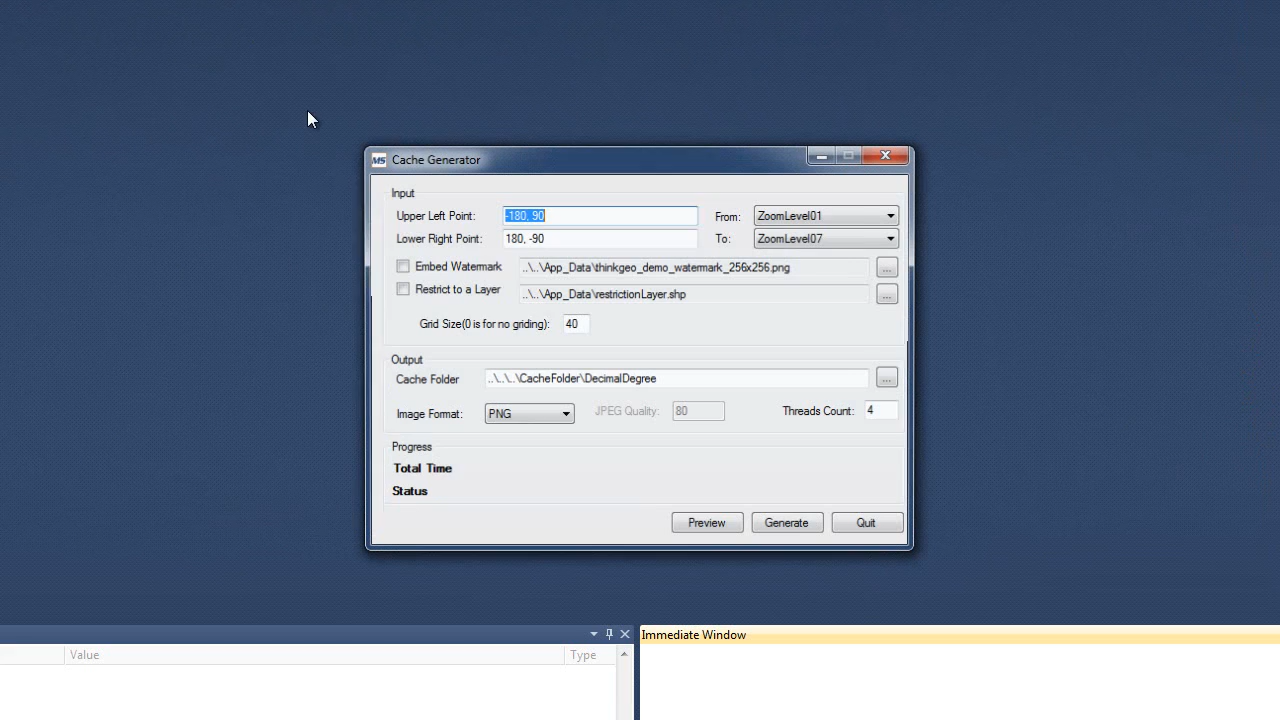 MS Cache Generator
Input
Upper Left Point: -180, 90 From: ZoomLevel01
Lower Right Point: 180, -90 To: ZoomLevel07
Embed Watermark ..\..\App_Data\thinkgeo_demo_watermark_256x256.png ...
Restrict to a Layer ..\..\App_Data\restrictionLayer.shp ...
Grid Size(0 is for no griding): 40
Output
Cache Folder ..\..\..\CacheFolder\DecimalDegree ...
Image Format: PNG JPEG Quality: 80 Threads Count: 4
Progress
Total Time
Status
Preview Generate Quit
Immediate Window
Value Type